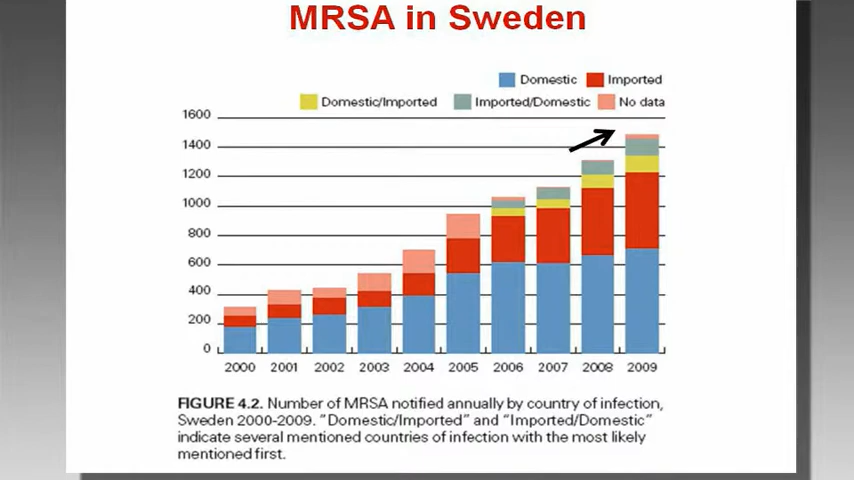 MRSA in Sweden
Domestic Imported
Domestic/Imported Imported/Domestic No data
1600
1400
1200
1000
800
600
400
200
0
2000 2001 2002 2003 2004 2005 2006 2007 2008 2009
FIGURE 4.2. Number of MRSA notified annually by country of infection,
Sweden 2000-2009. "Domestic/Imported" and "Imported/Domestic"
indicate several mentioned countries of infection with the most likely
mentioned first.